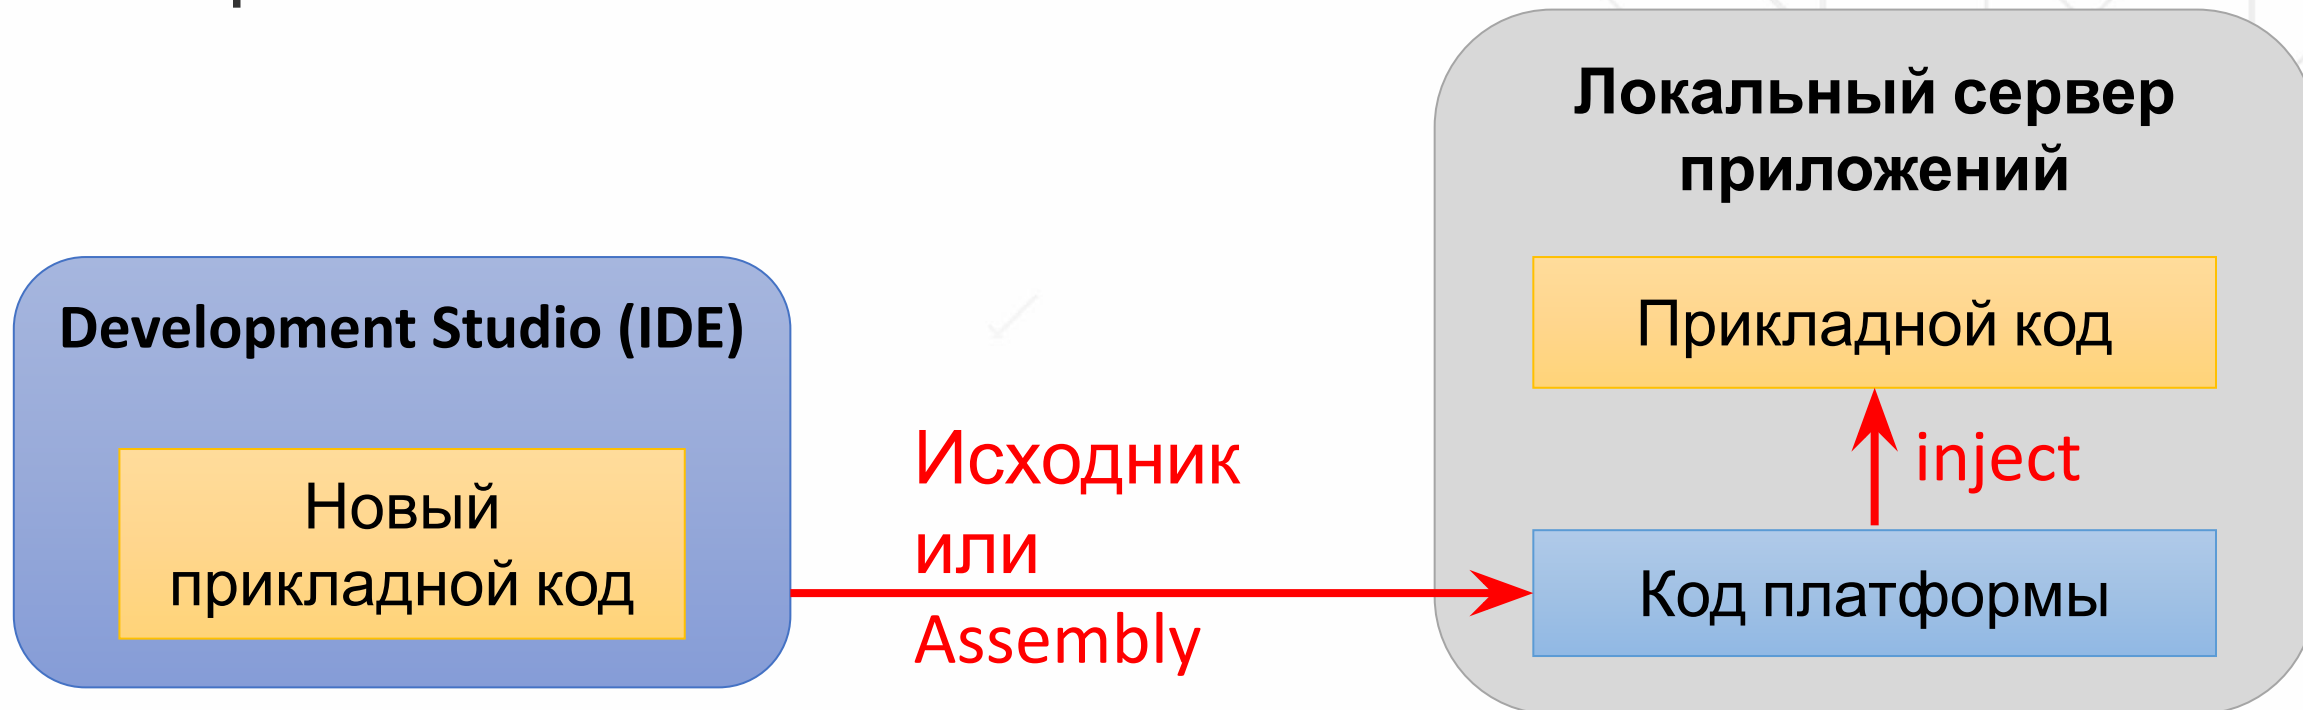 Локальный сервер
приложений
Development Studio (IDE)
Прикладной код
Исходник
inject
Новый
или
прикладной код
Код платформы
Assembly